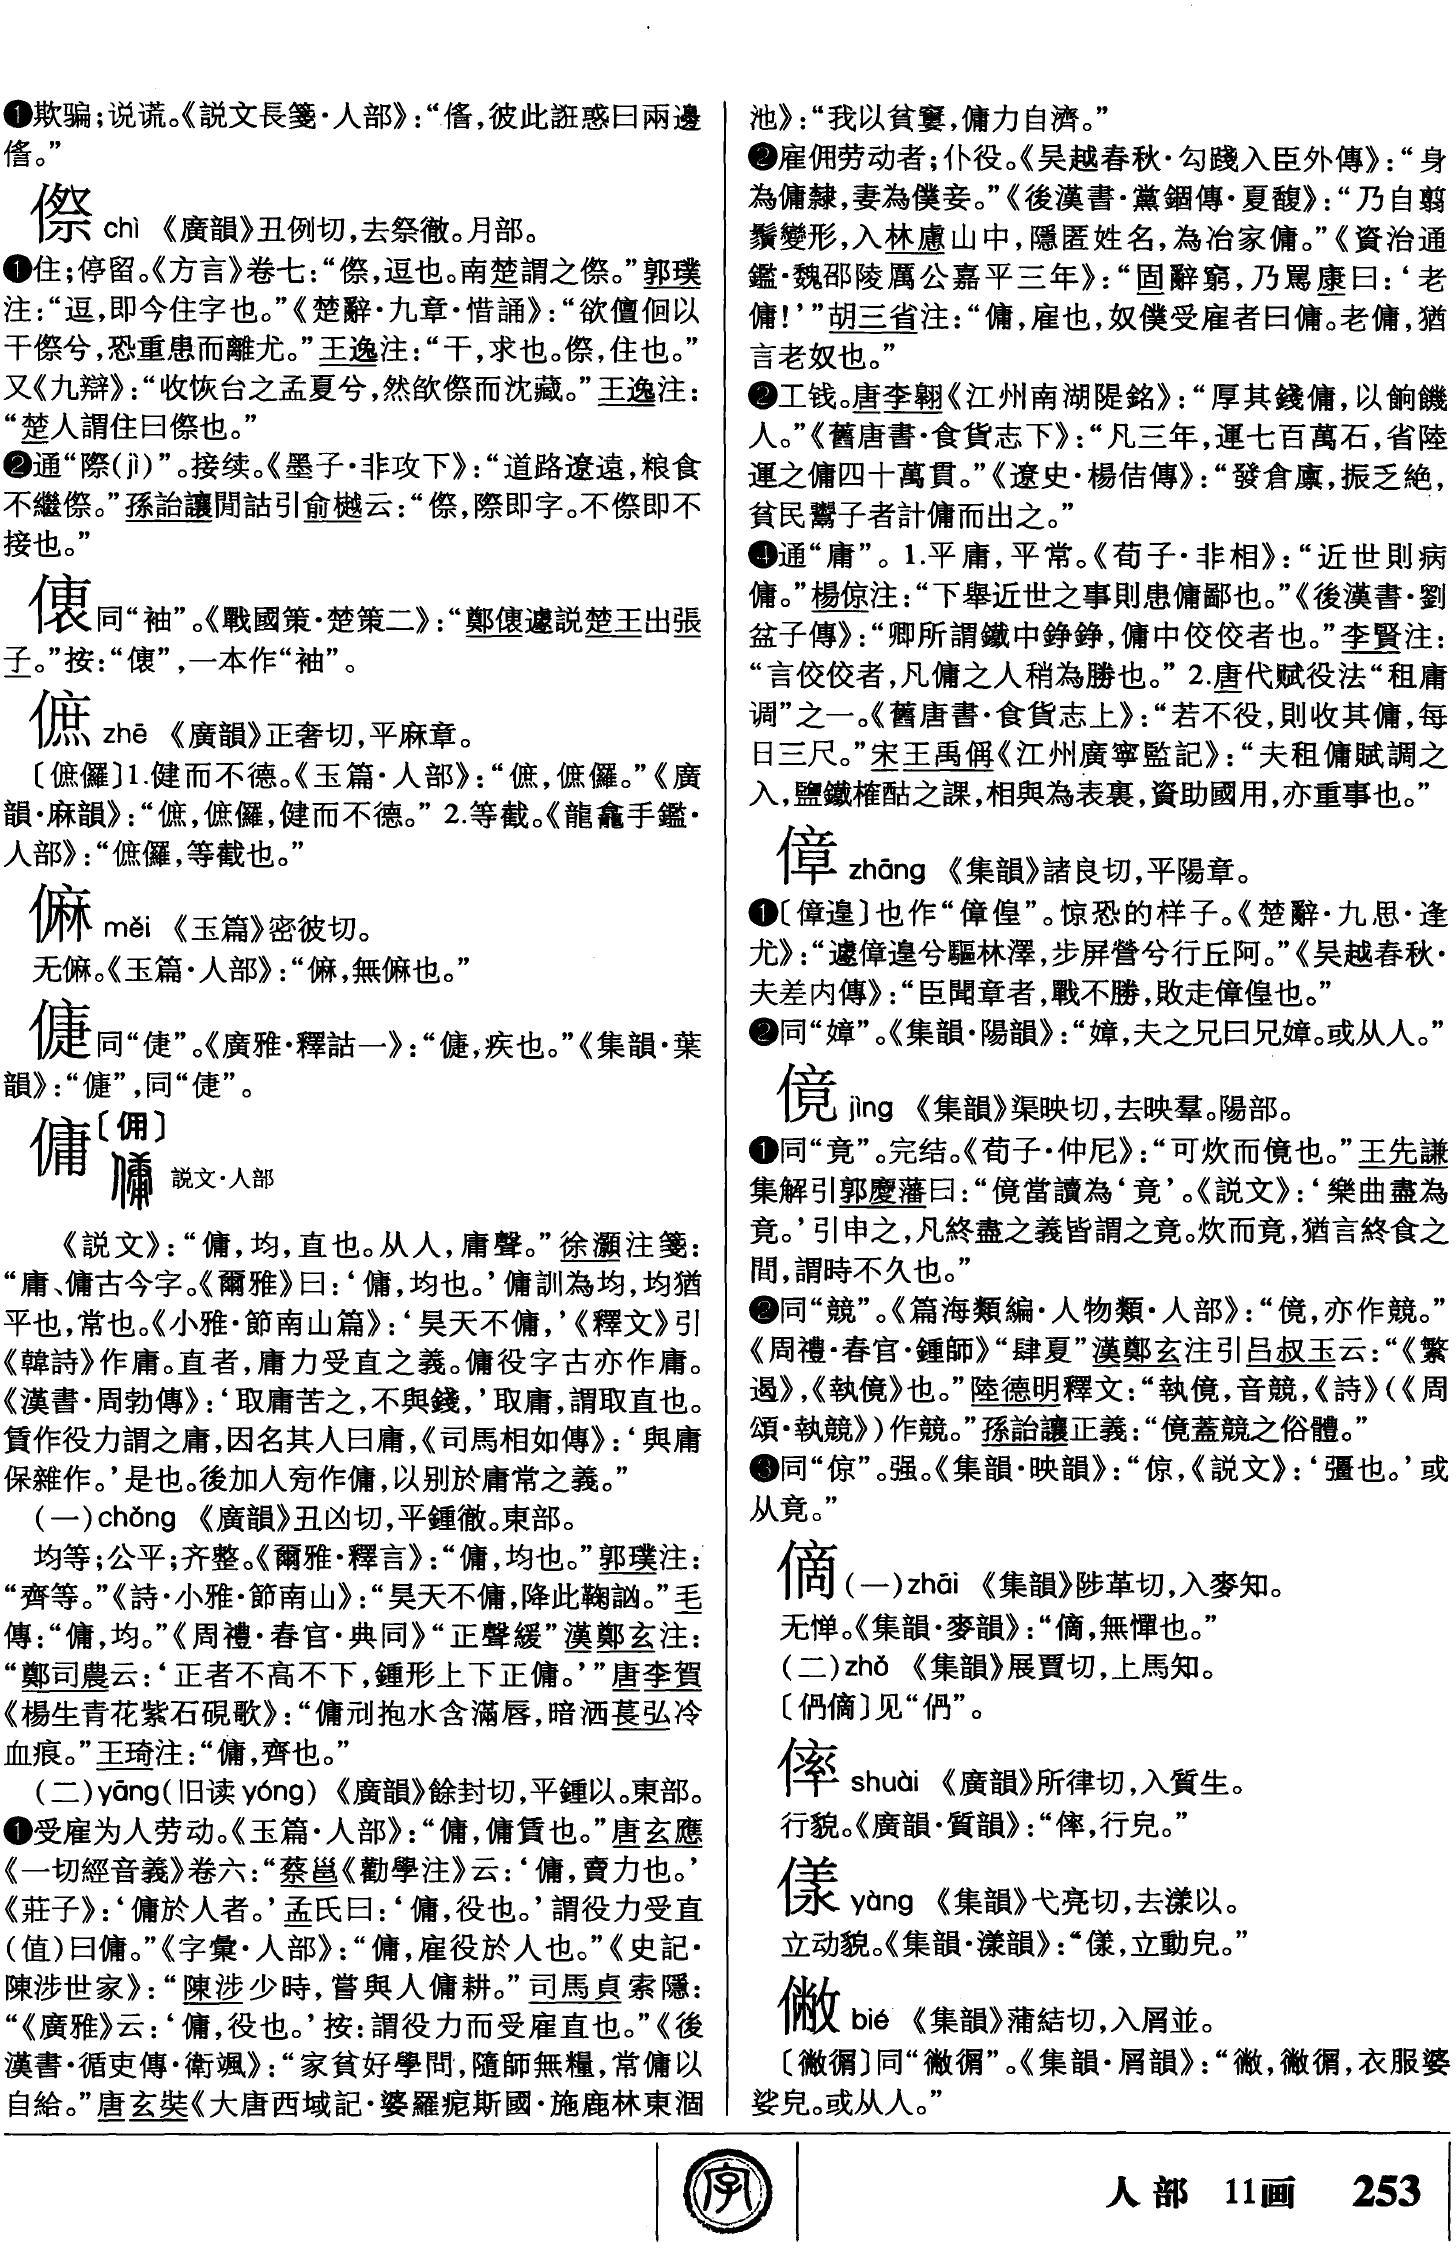 ❶欺骗；说谎。《説文長箋·人部》：“偺，彼此誑惑曰兩邊
偺。”
傺 chì 《廣韻》丑例切，去祭徹。月部。
❶住；停留。《方言》卷七：“傺，逗也。南楚謂之傺。”郭璞
注：“逗，即今住字也。”《楚辭·九章·惜誦》：“欲儃佪以
干傺兮，恐重患而離尤。”王逸注：“干，求也。傺，住也。”
又《九辯》：“收恢台之孟夏兮，然欿傺而沈藏。”王逸注：
“楚人謂住曰傺也。”
❷通“際(jì)”。接续。《墨子·非攻下》：“道路遼遠，粮食
不繼傺。”孫詒讓閒詁引俞樾云：“傺，際即字。不傺即不
接也。”
褏同“袖”。《戰國策·楚策二》：“鄭褏遽説楚王出張
子。”按：“褏”，一本作“袖”。
㒂 zhē 《廣韻》正奢切，平麻章。
〔㒂儸〕1.健而不德。《玉篇·人部》：“㒂，㒂儸。”《廣
韻·麻韻》：“㒂，㒂儸，健而不德。” 2.等截。《龍龕手鑑·
人部》：“㒂儸，等截也。”
㒃 měi 《玉篇》密彼切。
无㒃。《玉篇·人部》：“㒃，無㒃也。”
倢同“倢”。《廣雅·釋詁一》：“，疾也。”《集韻·葉
韻》：“”，同“倢”。
傭〔佣〕
説文·人部
《説文》：“傭，均，直也。从人，庸聲。”徐灝注箋：
“庸、傭古今字。《爾雅》曰：‘傭，均也。’傭訓為均，均猶
平也，常也。《小雅·節南山篇》：‘昊天不傭，’《釋文》引
《韓詩》作庸。直者，庸力受直之義。傭役字古亦作庸。
《漢書·周勃傳》：‘取庸苦之，不與錢，’取庸，謂取直也。
賃作役力謂之庸，因名其人曰庸，《司馬相如傳》：‘與庸
保雜作。’是也。後加人㫄作傭，以别於庸常之義。”
(一)chōng 《廣韻》丑凶切，平鍾徹。東部。
均等；公平；齐整。《爾雅·釋言》：“傭，均也。”郭璞注：
“齊等。”《詩·小雅·節南山》：“昊天不傭，降此鞠訩。”毛
傳：“傭，均。”《周禮·春官·典同》“正聲緩”漢鄭玄注：
“鄭司農云：‘正者不高不下，鍾形上下正傭。’”唐李賀
《楊生青花紫石硯歌》：“傭刓抱水含滿唇，暗洒萇弘冷
血痕。”王琦注：“傭，齊也。”
(二)yōng(旧读yóng) 《廣韻》餘封切，平鍾以。東部。
❶受雇为人劳动。《玉篇·人部》：“傭，傭賃也。”唐玄應
《一切經音義》卷六：“蔡邕《勸學注》云：‘傭，賣力也。’
《莊子》：‘傭於人者。’孟氏曰：‘傭，役也。’謂役力受直
(值)曰傭。”《字彙·人部》：“傭，雇役於人也。”《史記·
陳涉世家》：“陳涉少時，嘗與人傭耕。”司馬貞索隱：
“《廣雅》云：‘傭，役也。’按：謂役力而受雇直也。”《後
漢書·循吏傳·衛颯》：“家貧好學問，隨師無糧，常傭以
自給。”唐玄奘《大唐西域記·婆羅痆斯國·施鹿林東涸
池》：“我以貧窶，傭力自濟。”
❷雇佣劳动者；仆役。《吴越春秋·勾踐入臣外傳》：“身
為傭隸，妻為僕妾。”《後漢書·黨錮傳·夏馥》：“乃自翦
鬚變形，入林慮山中，隱匿姓名，為冶家傭。”《資治通
鑑·魏邵陵厲公嘉平三年》：“固辭窮，乃罵康曰：‘老
傭！’”胡三省注：“傭，雇也，奴僕受雇者曰傭。老傭，猶
言老奴也。”
❷工钱。唐李翱《江州南湖隄銘》：“厚其錢傭，以餉饑
人。”《舊唐書·食貨志下》：“凡三年，運七百萬石，省陸
運之傭四十萬貫。”《遼史·楊佶傳》：“發倉廪，振乏絶，
貧民鬻子者計傭而出之。”
❹通“庸”。1.平庸，平常。《荀子·非相》：“近世則病
傭。”楊倞注：“下舉近世之事則患傭鄙也。”《後漢書·劉
盆子傳》：“卿所謂鐵中錚錚，傭中佼佼者也。”李賢注：
“言佼佼者，凡傭之人稍為勝也。” 2.唐代赋役法“租庸
调”之一。《舊唐書·食貨志上》：“若不役，則收其傭，每
日三尺。”宋王禹偁《江州廣寧監記》：“夫租傭賦調之
入，鹽鐵榷酤之課，相與為表裏，資助國用，亦重事也。”
傽 zhāng 《集韻》諸良切，平陽章。
❶〔傽遑〕也作“傽偟”。惊恐的样子。《楚辭·九思·逢
尤》：“遽傽遑兮驅林澤，步屏營兮行丘阿。”《吴越春秋·
夫差内傳》：“臣聞章者，戰不勝，敗走傽偟也。”
❷同“嫜”。《集韻·陽韻》：“嫜，夫之兄曰兄嫜。或从人。”
傹 jìng 《集韻》渠映切，去映羣。陽部。
❶同“竟”。完结。《荀子·仲尼》：“可炊而傹也。”王先謙
集解引郭慶藩曰：“傹當讀為‘竟’。《説文》：‘樂曲盡為
竟。’引申之，凡終盡之義皆謂之竟。炊而竟，猶言終食之
間，謂時不久也。”
❷同“競”。《篇海類編·人物類·人部》：“傹，亦作競。”
《周禮·春官·鍾師》“肆夏”漢鄭玄注引吕叔玉云：“《繁
遏》，《執傹》也。”陸德明釋文：“執傹，音競，《詩》(《周
頌·執競》)作競。”孫詒讓正義：“傹蓋競之俗體。”
❸同“倞”。强。《集韻·映韻》：“倞，《説文》：‘彊也。’或
从竟。”
㒀(一)zhāi 《集韻》陟革切，入麥知。
无惮。《集韻·麥韻》：“㒀，無憚也。”
(二)zhǎ 《集韻》展賈切，上馬知。
〔㒀〕见“”。
㒐 shuài 《廣韻》所律切，入質生。
行貌。《廣韻·質韻》：“㒐，行皃。”
㒕 yàng 《集韻》弋亮切，去漾以。
立动貌。《集韻·漾韻》：“，立動皃。”
㢼 bié 《集韻》蒲結切，入屑並。
同“徶㣯”。《集韻·屑韻》：“徶，徶㣯，衣服婆
娑皃。或从人。”
字
人部 11画 253